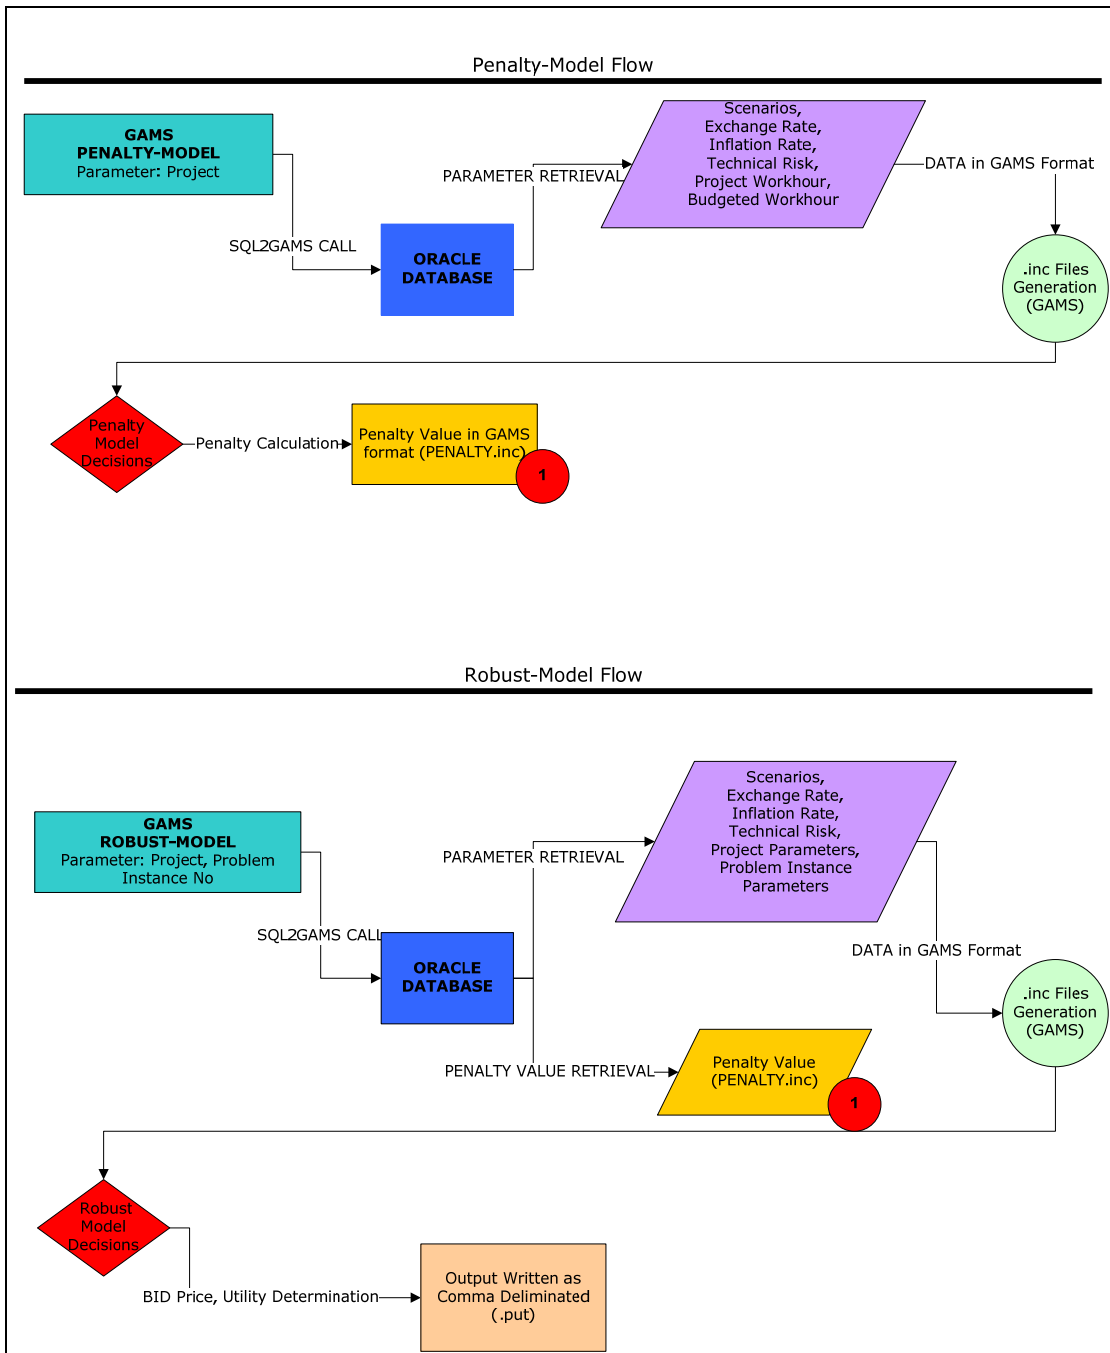 Penalty-Model Flow
GAMS
PENALTY-MODEL
Parameter: Project
SQL2GAMS CALL
ORACLE
DATABASE
PARAMETER RETRIEVAL
Scenarios,
Exchange Rate,
Inflation Rate,
Technical Risk,
Project Workhour,
Budgeted Workhour
DATA in GAMS Format
.inc Files
Generation
(GAMS)
Penalty
Model
Decisions
Penalty Calculation
Penalty Value in GAMS
format (PENALTY.inc)
1
Robust-Model Flow
GAMS
ROBUST-MODEL
Parameter: Project, Problem
Instance No
SQL2GAMS CALL
ORACLE
DATABASE
PARAMETER RETRIEVAL
Scenarios,
Exchange Rate,
Inflation Rate,
Technical Risk,
Project Parameters,
Problem Instance
Parameters
DATA in GAMS Format
.inc Files
Generation
(GAMS)
PENALTY VALUE RETRIEVAL
Penalty Value
(PENALTY.inc)
1
Robust
Model
Decisions
BID Price, Utility Determination
Output Written as
Comma Deliminated
(.put)